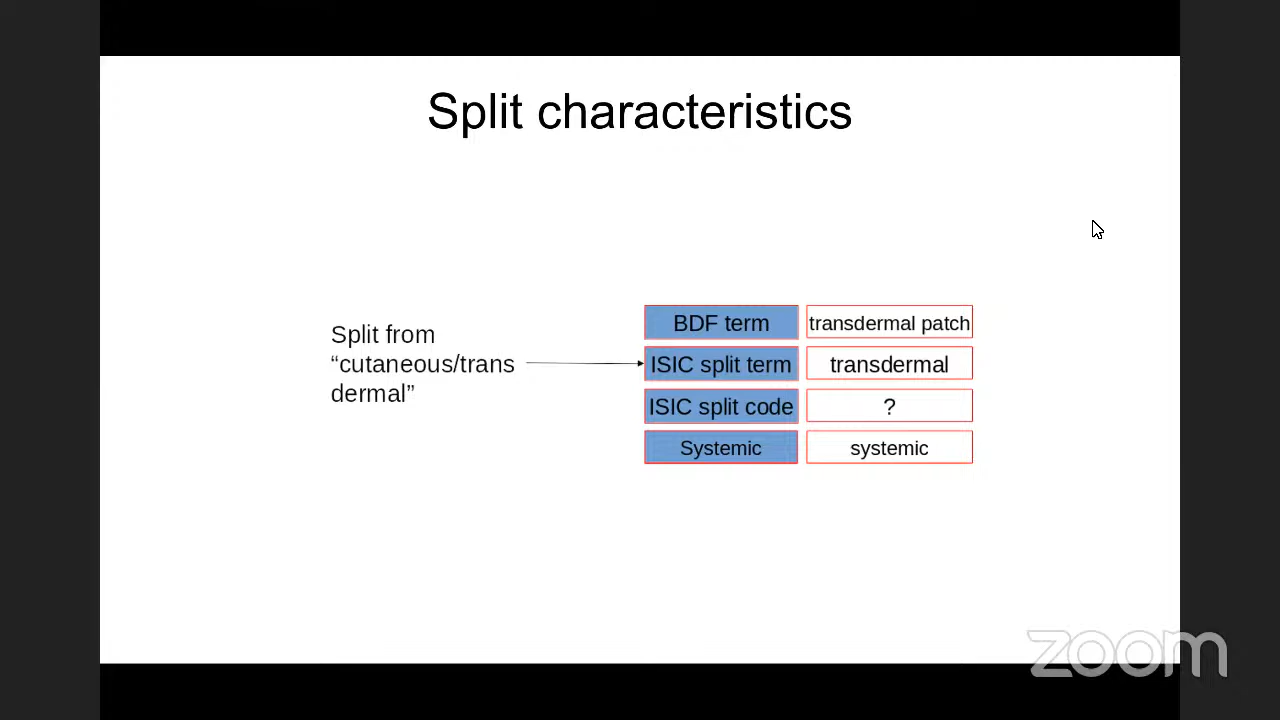 Split characteristics
Split from
“cutaneous/trans
dermal”
BDF term transdermal patch
ISIC split term transdermal
ISIC split code ?
Systemic systemic
zoom